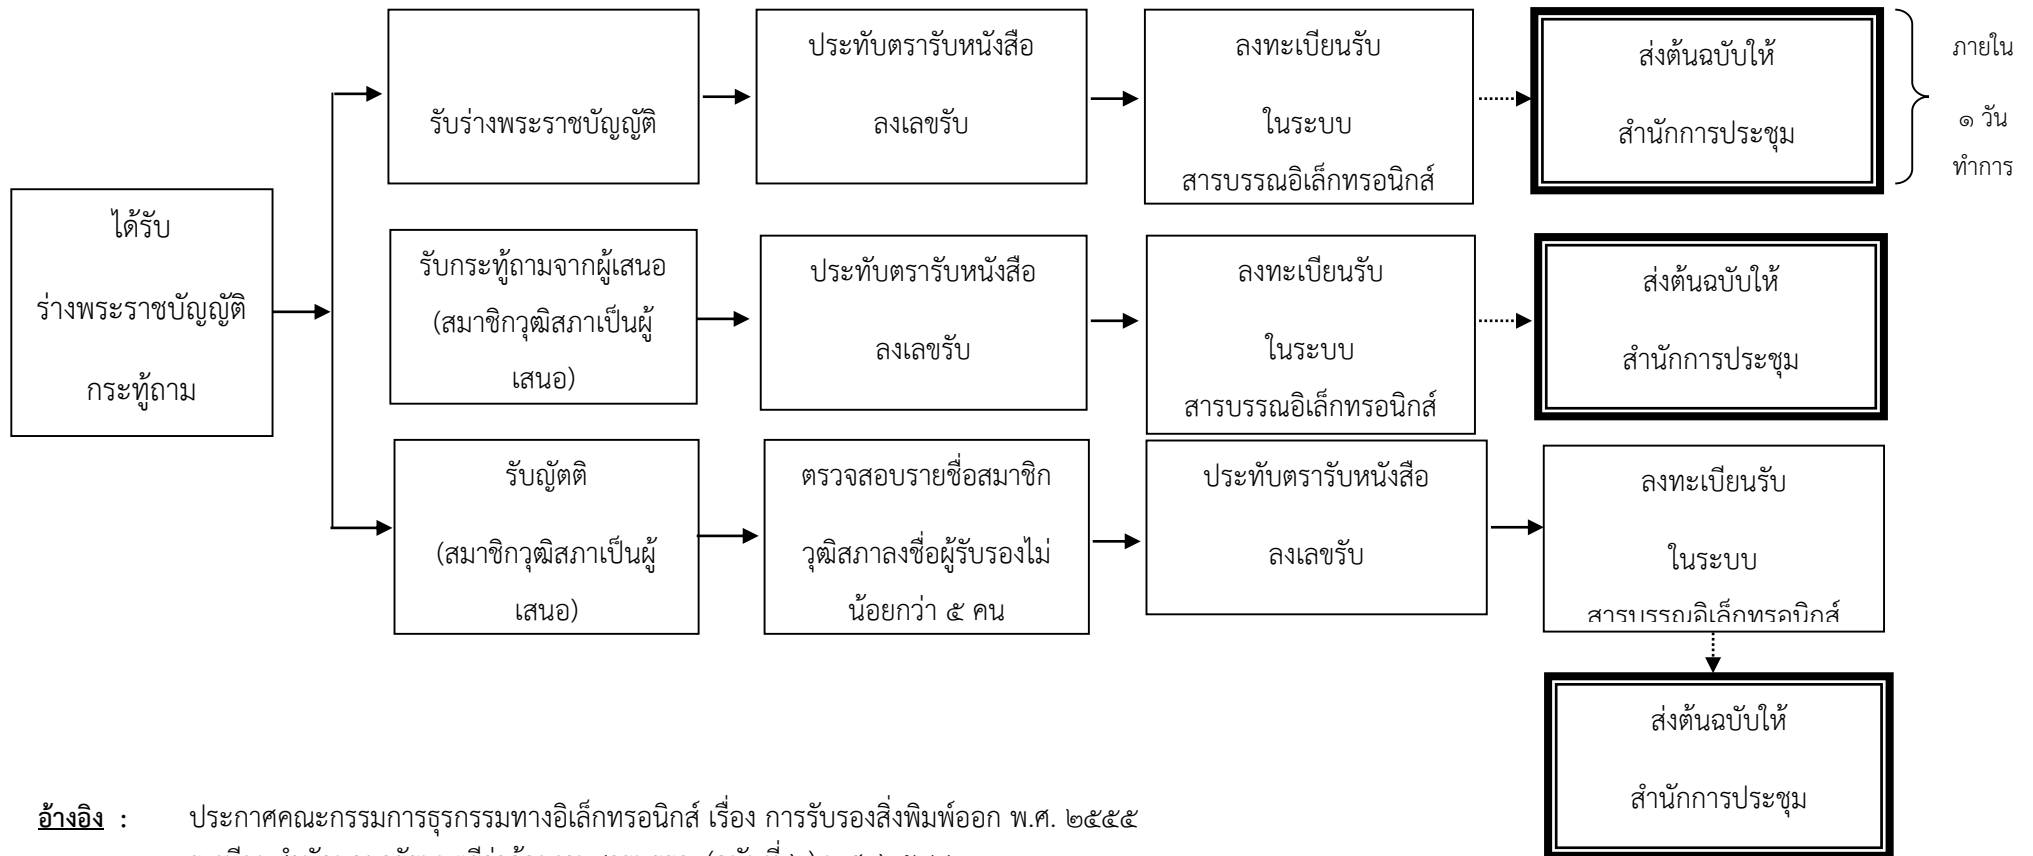 ได้รับ
ร่างพระราชบัญญัติ
กระทู้ถาม
รับร่างพระราชบัญญัติ
ประทับตรารับหนังสือ
ลงเลขรับ
ลงทะเบียนรับ
ในระบบ
สารบรรณอิเล็กทรอนิกส์
ส่งต้นฉบับให้
สำนักการประชุม
ภายใน
๑ วัน
ทำการ
รับกระทู้ถามจากผู้เสนอ
(สมาชิกวุฒิสภาเป็นผู้
เสนอ)
ประทับตรารับหนังสือ
ลงเลขรับ
ลงทะเบียนรับ
ในระบบ
สารบรรณอิเล็กทรอนิกส์
ส่งต้นฉบับให้
สำนักการประชุม
รับญัตติ
(สมาชิกวุฒิสภาเป็นผู้
เสนอ)
ตรวจสอบรายชื่อสมาชิก
วุฒิสภาลงชื่อผู้รับรองไม่
น้อยกว่า ๕ คน
ประทับตรารับหนังสือ
ลงเลขรับ
ลงทะเบียนรับ
ในระบบ
สารบรรณอิเล็กทรอนิกส์
ส่งต้นฉบับให้
สำนักการประชุม
อ้างอิง : ประกาศคณะกรรมการธุรกรรมทางอิเล็กทรอนิกส์ เรื่อง การรับรองสิ่งพิมพ์ออก พ.ศ. ๒๕๕๕